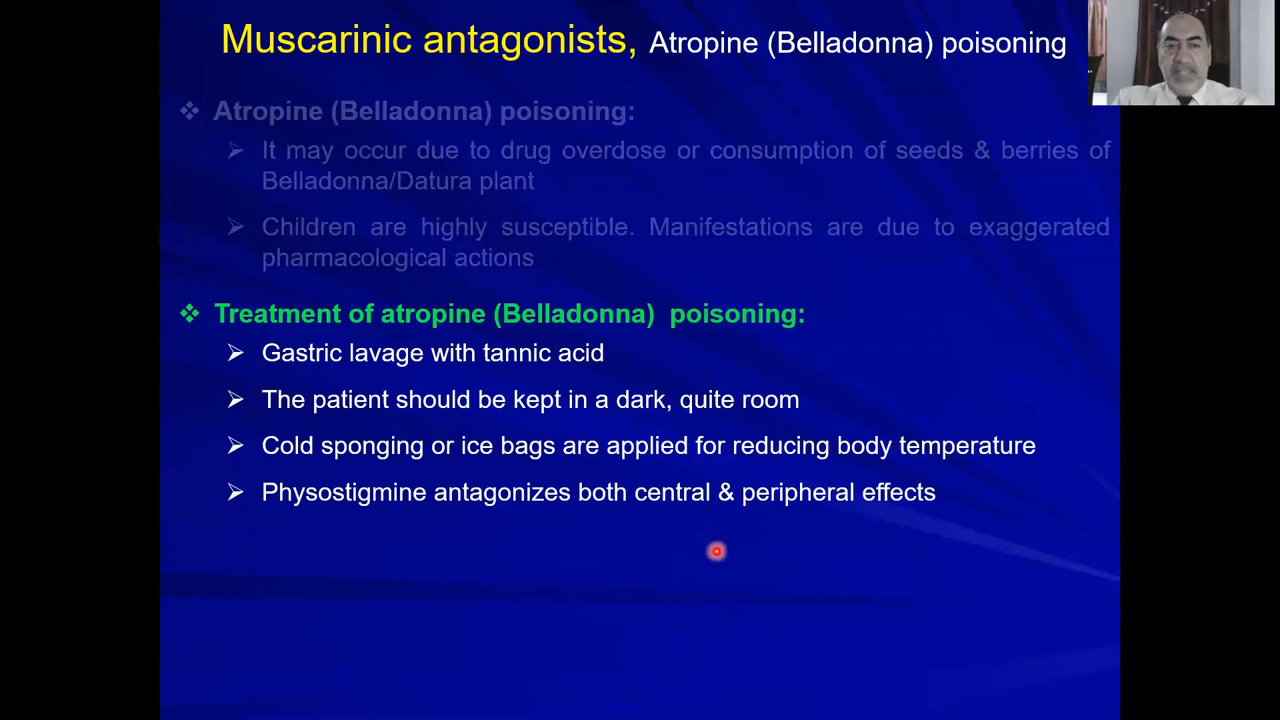 Muscarinic antagonists, Atropine (Belladonna) poisoning
❖ Atropine (Belladonna) poisoning:
➢ It may occur due to drug overdose or consumption of seeds & berries of
Belladonna/Datura plant
➢ Children are highly susceptible. Manifestations are due to exaggerated
pharmacological actions
❖ Treatment of atropine (Belladonna) poisoning:
➢ Gastric lavage with tannic acid
➢ The patient should be kept in a dark, quite room
➢ Cold sponging or ice bags are applied for reducing body temperature
➢ Physostigmine antagonizes both central & peripheral effects